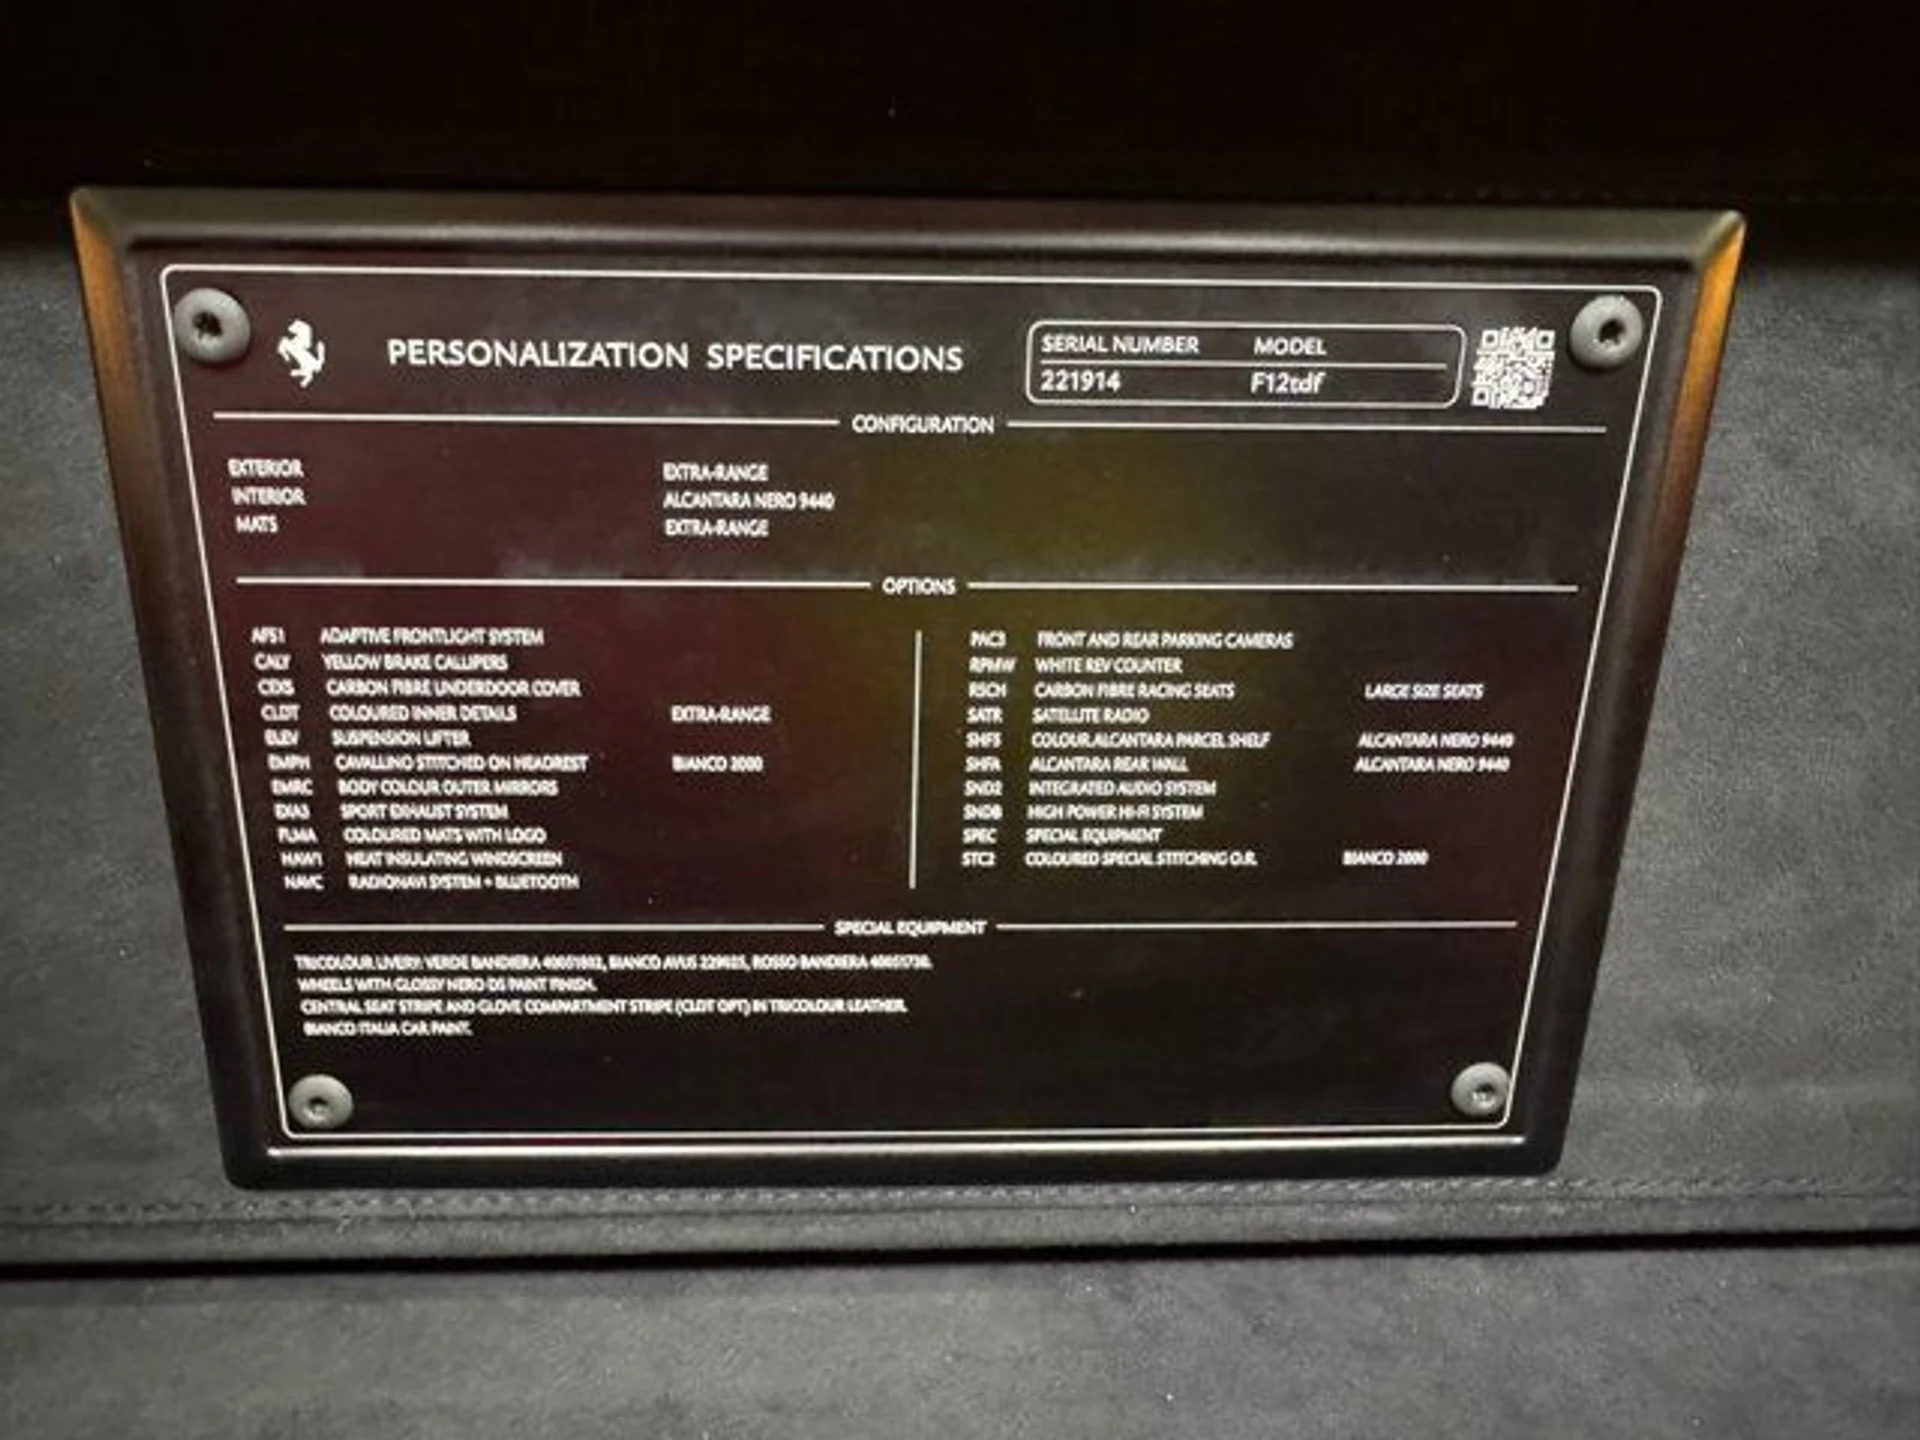 PERSONALIZATION SPECIFICATIONS
SERIAL NUMBER MODEL
221914 F12tdf
CONFIGURATION
EXTERIOR EXTRA-RANGE
INTERIOR ALCANTARA NERO 9440
MATS EXTRA-RANGE
OPTIONS
AFS1 ADAPTIVE FRONTLIGHT SYSTEM
CALY YELLOW BRAKE CALLIPERS
CARBON FIBRE UNDERDOOR COVER
CLDT COLOURED INNER DETAILS EXTRA-RANGE
ELEV SUSPENSION LIFTER
EMPH CAVALLINO STITCHED ON HEADREST BIANCO 2000
EMRC BODY COLOUR OUTER MIRRORS
EXA3 SPORT EXHAUST SYSTEM
FLMA COLOURED MATS WITH LOGO
HAW1 HEAT INSULATING WINDSCREEN
NAVC RADIONAVI SYSTEM + BLUETOOTH
PAC3 FRONT AND REAR PARKING CAMERAS
RPMW WHITE REV COUNTER
RSCH CARBON FIBRE RACING SEATS LARGE SIZE SEATS
SATR SATELLITE RADIO
SHFS COLOUR.ALCANTARA PARCEL SHELF ALCANTARA NERO 9440
SHFA ALCANTARA REAR WALL ALCANTARA NERO 9440
SND2 INTEGRATED AUDIO SYSTEM
SNDB HIGH POWER HI-FI SYSTEM
SPEC SPECIAL EQUIPMENT
STC2 COLOURED SPECIAL STITCHING O.R. BIANCO 2000
SPECIAL EQUIPMENT
TRICOLOUR LIVERY: VERDE BANDIERA BIANCO AVUS ROSSO BANDIERA
WHEELS WITH GLOSSY NERO DS PAINT FINISH.
CENTRAL SEAT STRIPE AND GLOVE COMPARTMENT STRIPE (CLDT OPT) IN TRICOLOUR LEATHER.
BIANCO ITALIA CAR PAINT.